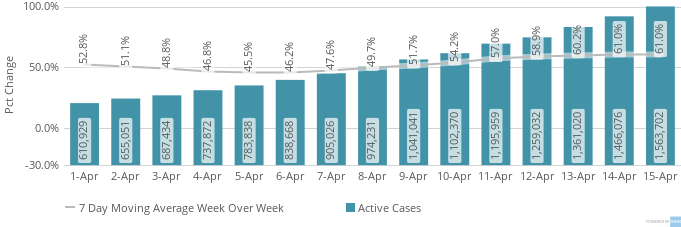 100.0%
50.0%
0.0%
-30.0%
Pct Change
52.8% 51.1% 48.8% 46.8% 45.5% 46.2% 47.6% 49.7% 51.7% 54.2% 57.0% 58.9% 60.2% 61.0% 61.0%
610,929 655,051 687,434 737,872 783,838 838,668 905,026 974,231 1,041,041 1,102,370 1,195,959 1,259,032 1,361,020 1,466,076 1,563,702
1-Apr 2-Apr 3-Apr 4-Apr 5-Apr 6-Apr 7-Apr 8-Apr 9-Apr 10-Apr 11-Apr 12-Apr 13-Apr 14-Apr 15-Apr
7 Day Moving Average Week Over Week Active Cases